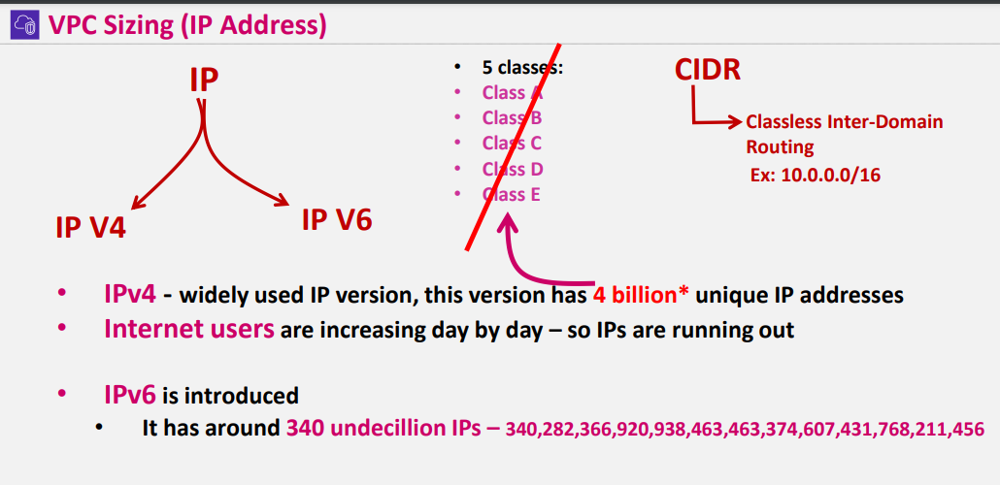 VPC Sizing (IP Address)
IP
IP V4
IP V6
• 5 classes:
• Class A
• Class B
• Class C
• Class D
• Class E
CIDR
Classless Inter-Domain
Routing
Ex: 10.0.0.0/16
• IPv4 - widely used IP version, this version has 4 billion* unique IP addresses
• Internet users are increasing day by day – so IPs are running out
• IPv6 is introduced
• It has around 340 undecillion IPs – 340,282,366,920,938,463,463,374,607,431,768,211,456